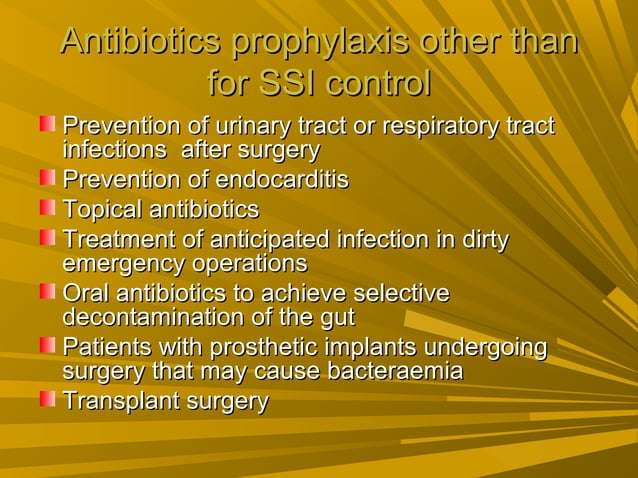 Antibiotics prophylaxis other than
for SSI control
Prevention of urinary tract or respiratory tract
infections after surgery
Prevention of endocarditis
Topical antibiotics
Treatment of anticipated infection in dirty
emergency operations
Oral antibiotics to achieve selective
decontamination of the gut
Patients with prosthetic implants undergoing
surgery that may cause bacteraemia
Transplant surgery